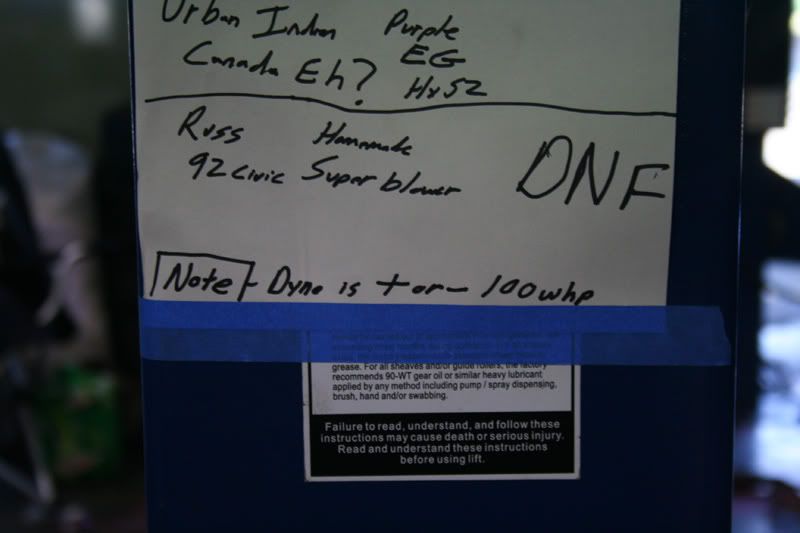 Urban Indian Purple
Canada Eh? EG
Hx52
Russ Homemade
92 civic Super blower
DNF
Note - Dyno is + or - 100whp
grease. For all sheaves and/or guide rollers, the factory
recommends 90-WT gear oil or similar heavy lubricant
applied by any method including pump / spray dispensing,
brush, hand and/or swabbing.
Failure to read, understand, and follow these
instructions may cause death or serious injury.
Read and understand these instructions
before using lift.